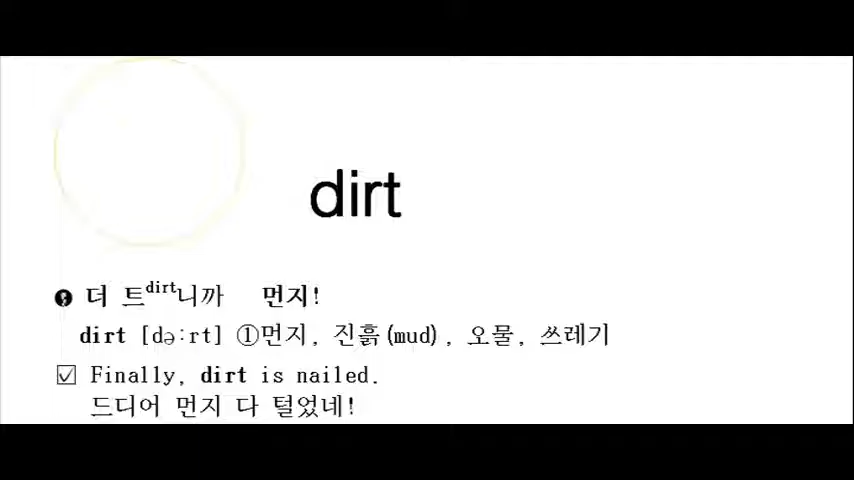 dirt
더 트dirt니까 먼지!
dirt [də:rt] ①먼지, 진흙(mud), 오물, 쓰레기
☑ Finally, dirt is nailed.
드디어 먼지 다 털었네!